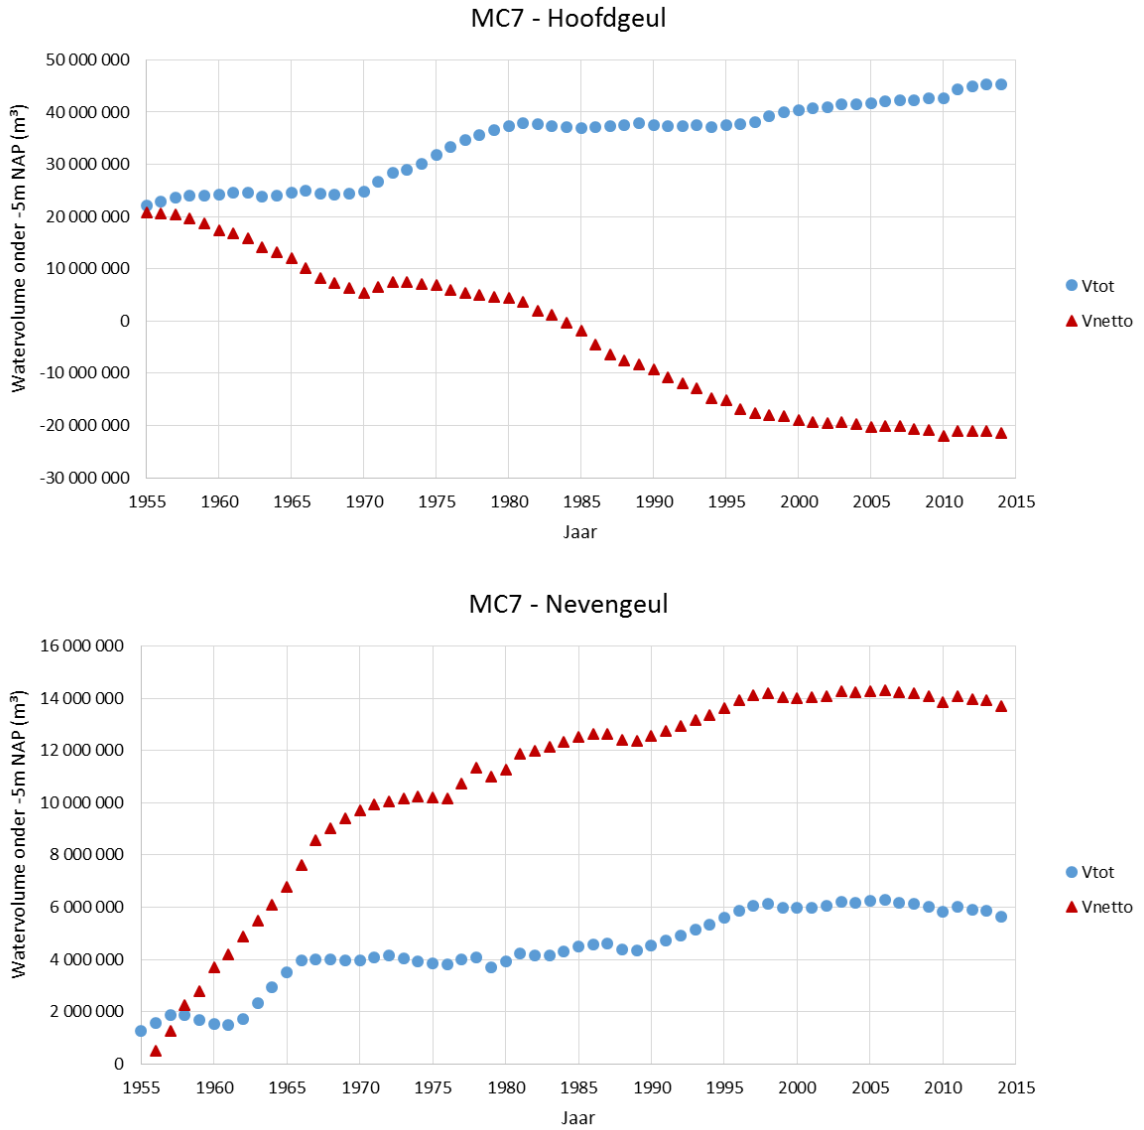 MC7 - Hoofdgeul
Watervolume onder -5m NAP (m³)
50 000 000
40 000 000
30 000 000
20 000 000
10 000 000
0
-10 000 000
-20 000 000
-30 000 000
1955 1960 1965 1970 1975 1980 1985 1990 1995 2000 2005 2010 2015
Jaar
Vtot
Vnetto
MC7 - Nevengeul
Watervolume onder -5m NAP (m³)
16 000 000
14 000 000
12 000 000
10 000 000
8 000 000
6 000 000
4 000 000
2 000 000
0
1955 1960 1965 1970 1975 1980 1985 1990 1995 2000 2005 2010 2015
Jaar
Vtot
Vnetto